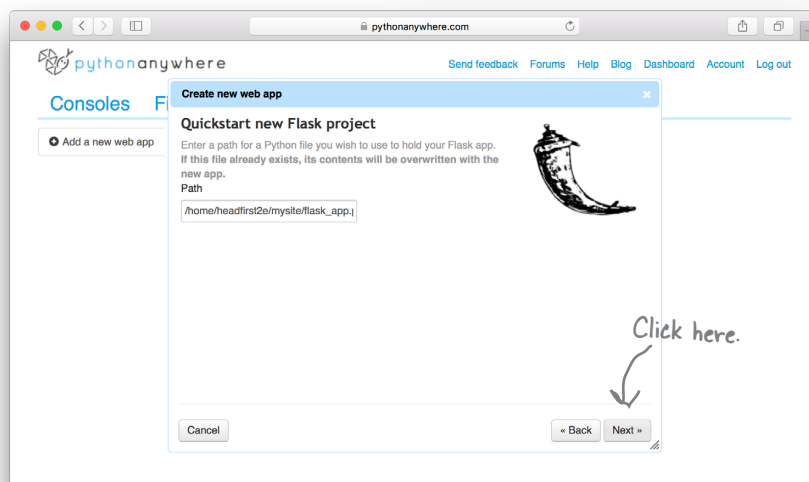 pythonanywhere.com
pythonanywhere
Send feedback Forums Help Blog Dashboard Account Log out
Consoles Fi
Add a new web app
Create new web app ×
Quickstart new Flask project
Enter a path for a Python file you wish to use to hold your Flask app.
If this file already exists, its contents will be overwritten with the
new app.
Path
/home/headfirst2e/mysite/flask_app.p
Click here.
Cancel
« Back Next »